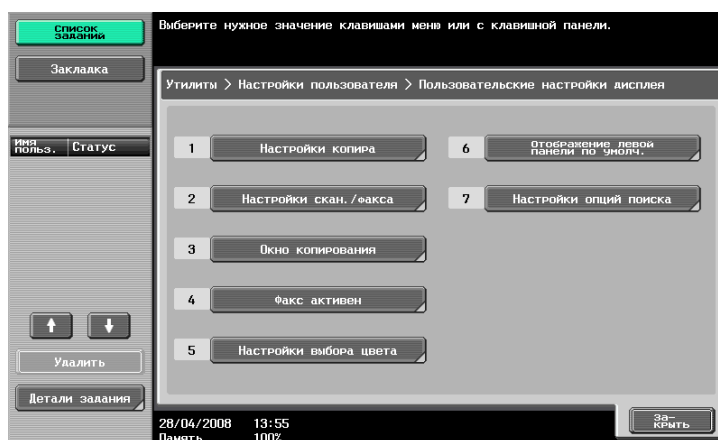 Список
заданий
Выберите нужное значение клавишами меню или с клавишной панели.
Закладка
Утилиты > Настройки пользователя > Пользовательские настройки дисплея
Имя
польз.
Статус
1 Настройки копира
2 Настройки скан./факса
3 Окно копирования
4 Факс активен
5 Настройки выбора цвета
6 Отображение левой
панели по умолч.
7 Настройки опций поиска
Удалить
Детали задания
За-
крыть
28/04/2008 13:55
Память 100%